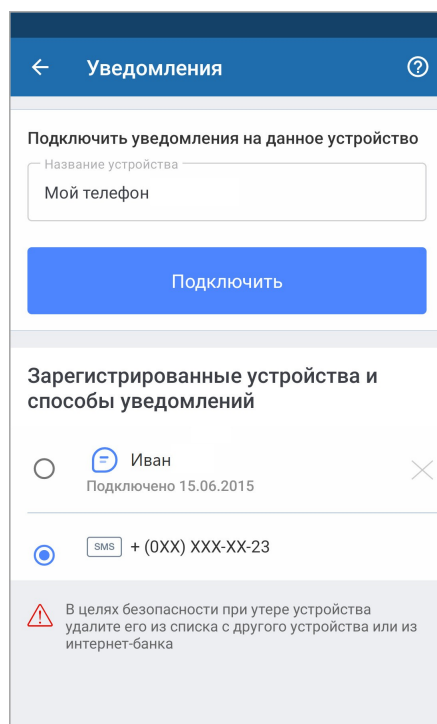 Уведомления
Подключить уведомления на данное устройство
Название устройства
Мой телефон
Подключить
Зарегистрированные устройства и
способы уведомлений
Иван
Подключено 15.06.2015
SMS + (0XX) XXX-XX-23
В целях безопасности при утере устройства
удалите его из списка с другого устройства или из
интернет-банка